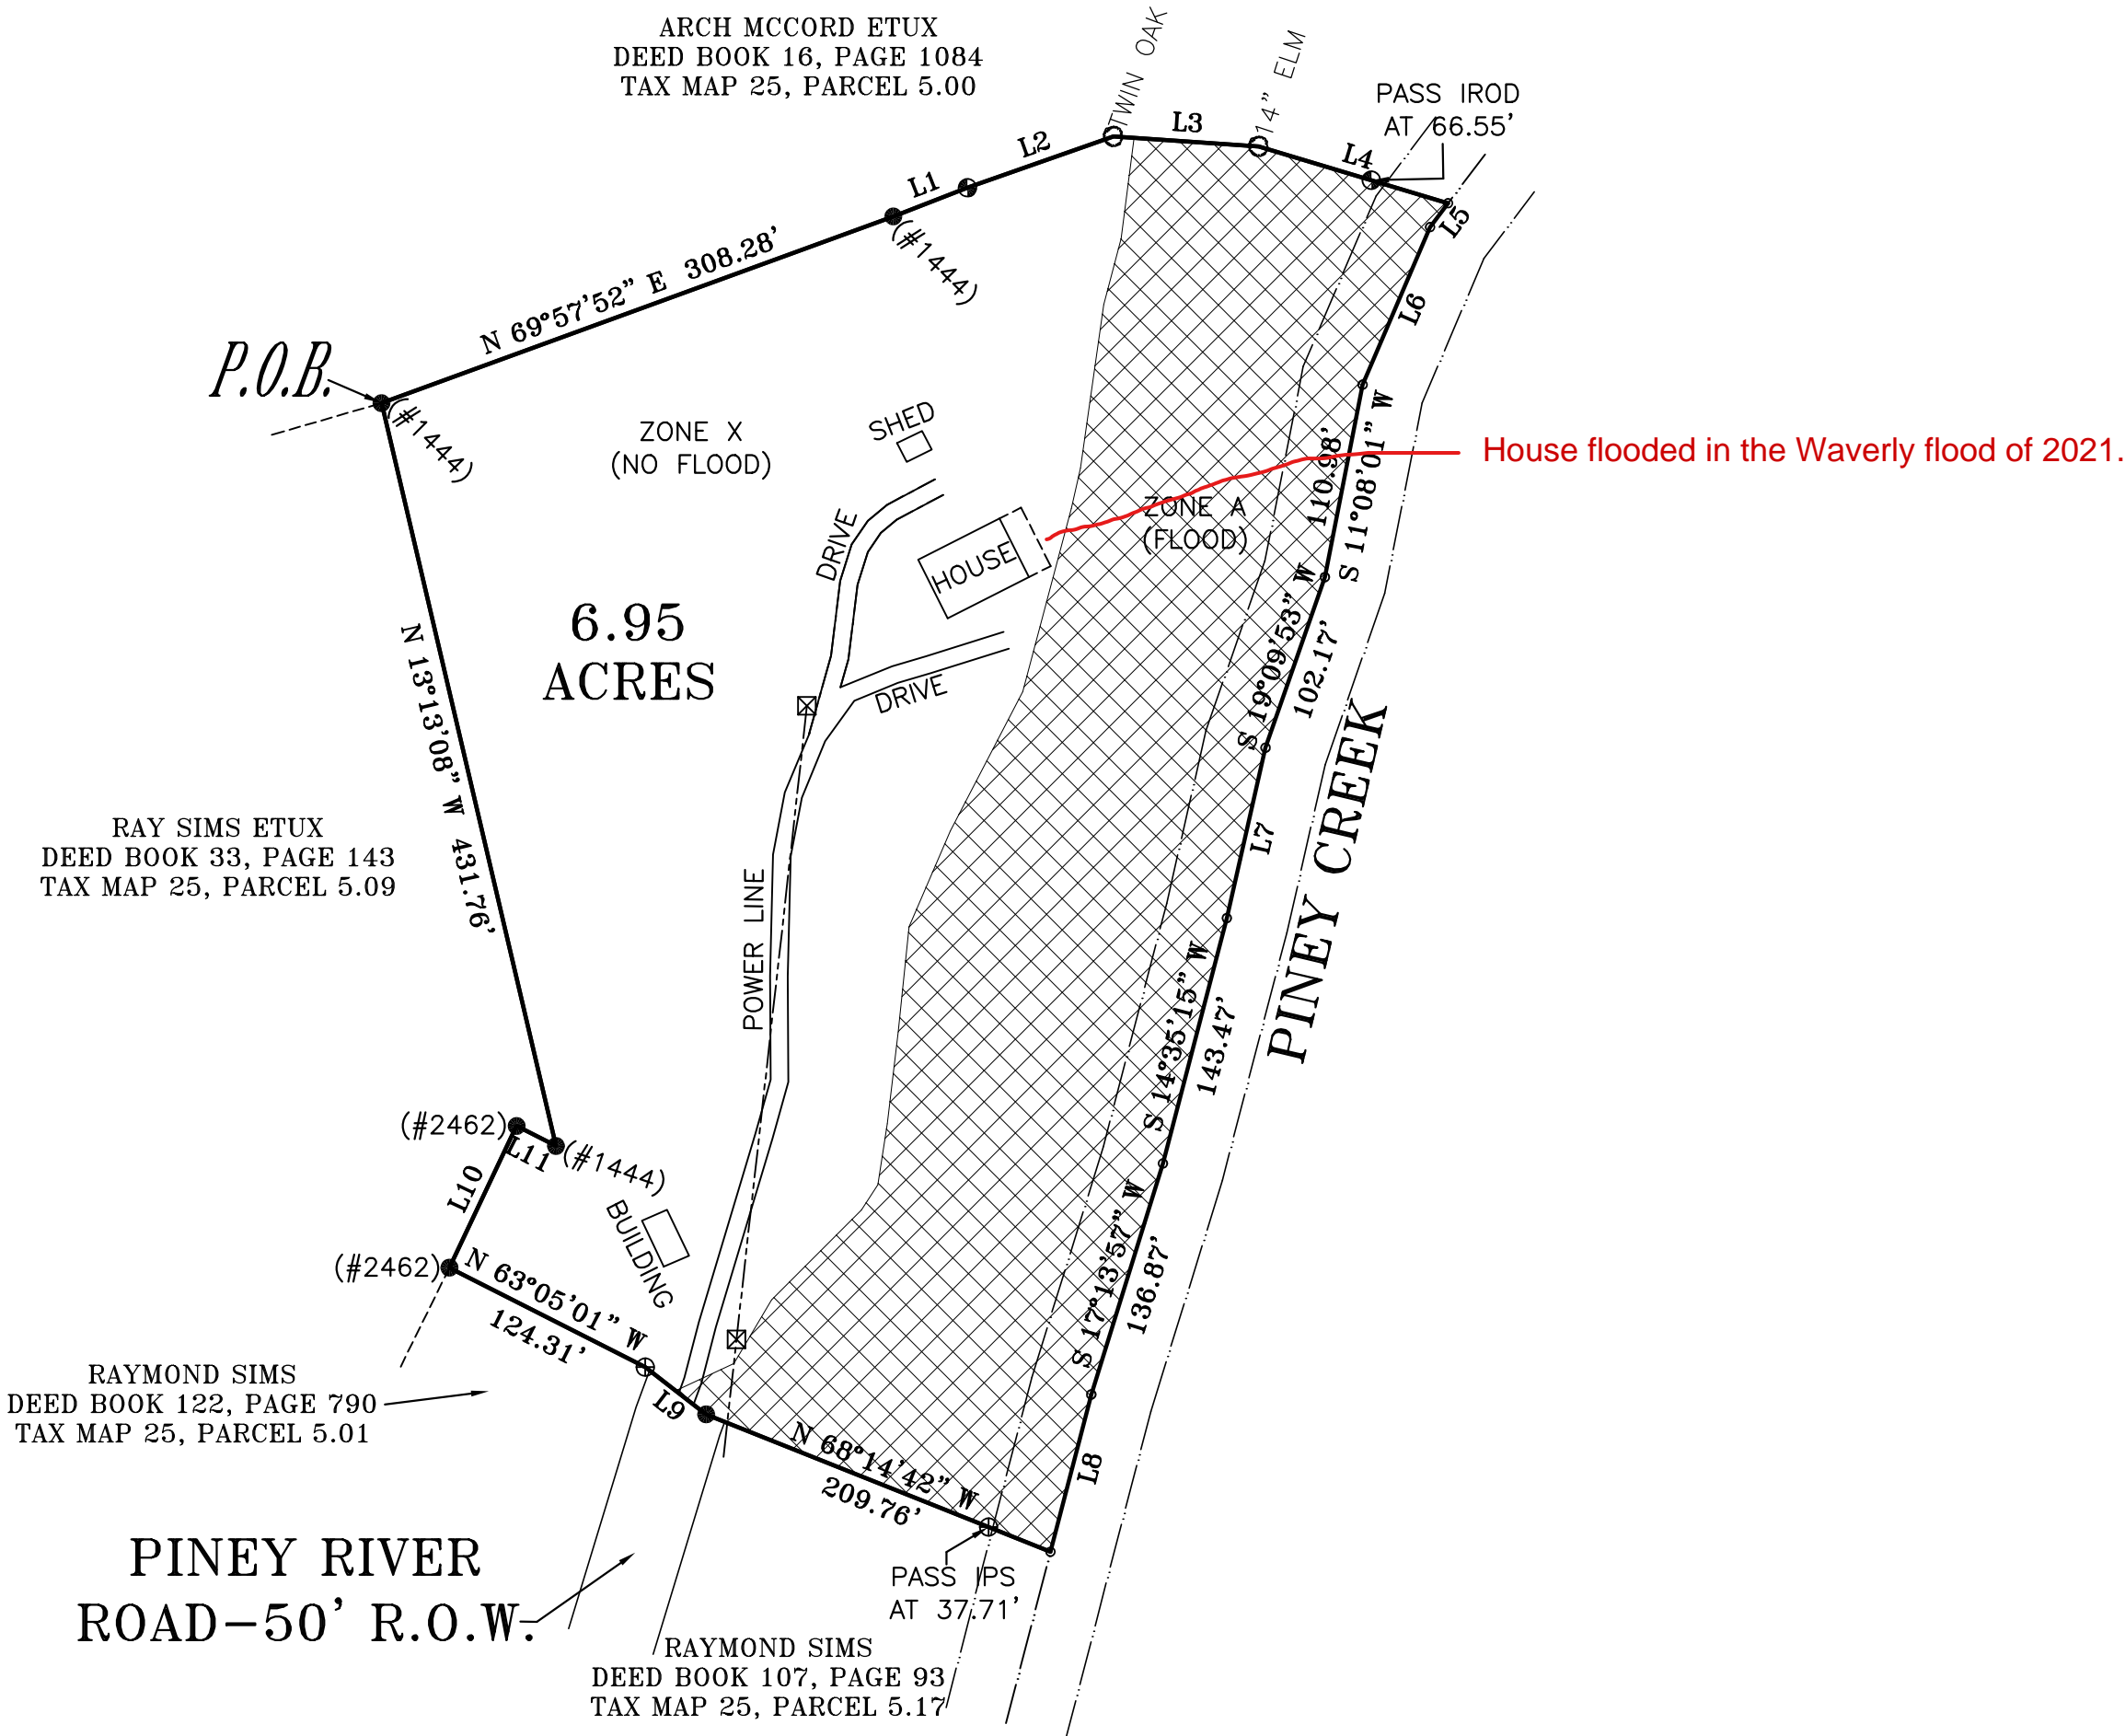 ARCH MCCORD ETUX
DEED BOOK 16, PAGE 1084
TAX MAP 25, PARCEL 5.00
TWIN OAK
14” ELM
PASS IROD
AT 66.55’
L1
L2
L3
L4
L5
L6
(#1444)
N 69°57’52” E 308.28’
P.O.B.
(#1444)
ZONE X
(NO FLOOD)
SHED
House flooded in the Waverly flood of 2021.
ZONE A
(FLOOD)
110.98’
S 11°08’01” W
DRIVE
HOUSE
6.95
ACRES
N 13°13’08” W 431.76’
DRIVE
S 19°09’53” W
102.17’
PINEY CREEK
L7
RAY SIMS ETUX
DEED BOOK 33, PAGE 143
TAX MAP 25, PARCEL 5.09
POWER LINE
S 14°35’15” W
143.47’
(#2462)
L11
(#1444)
L10
BUILDING
(#2462)
N 63°05’01” W
124.31’
S 17°13’57” W
136.87’
RAYMOND SIMS
DEED BOOK 122, PAGE 790
TAX MAP 25, PARCEL 5.01
L9
N 68°14’42” W
209.76’
L8
PINEY RIVER
ROAD–50’ R.O.W.
PASS IPS
AT 37.71’
RAYMOND SIMS
DEED BOOK 107, PAGE 93
TAX MAP 25, PARCEL 5.17